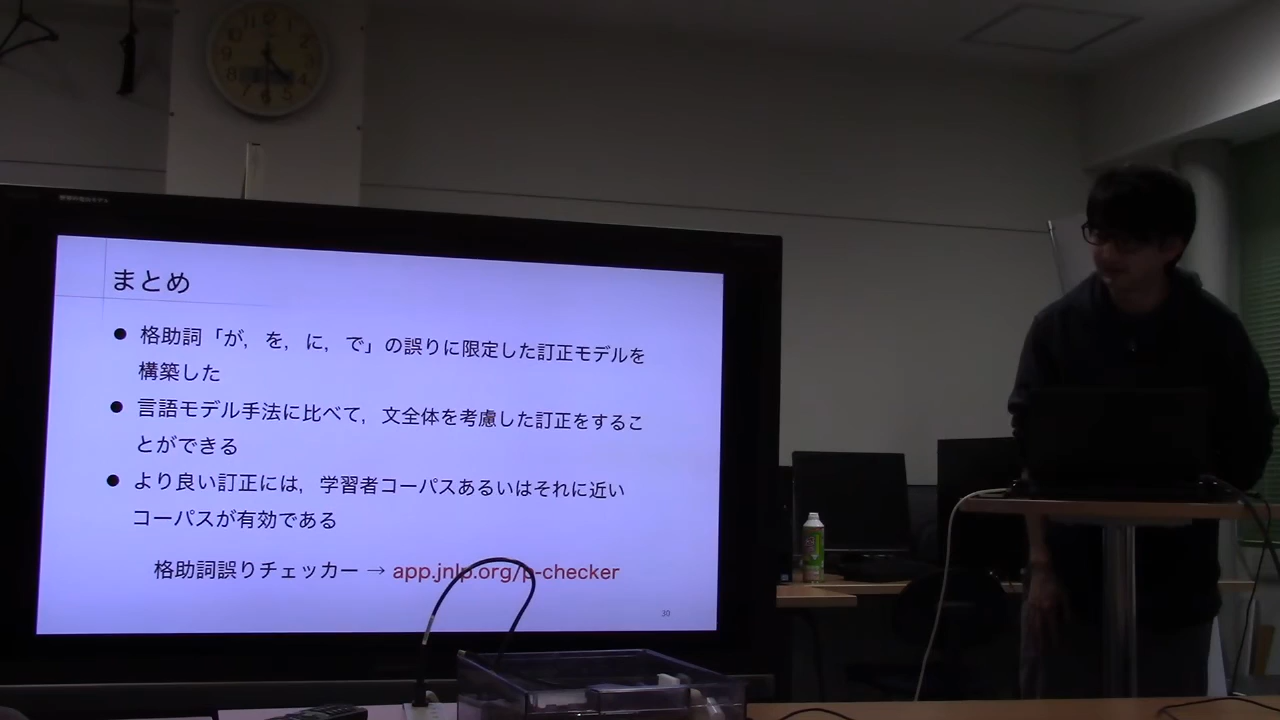 まとめ
● 格助詞「が，を，に，で」の誤りに限定した訂正モデルを
構築した
● 言語モデル手法に比べて，文全体を考慮した訂正をするこ
とができる
● より良い訂正には，学習者コーパスあるいはそれに近い
コーパスが有効である
格助詞誤りチェッカー → app.jnlp.org/p-checker
30